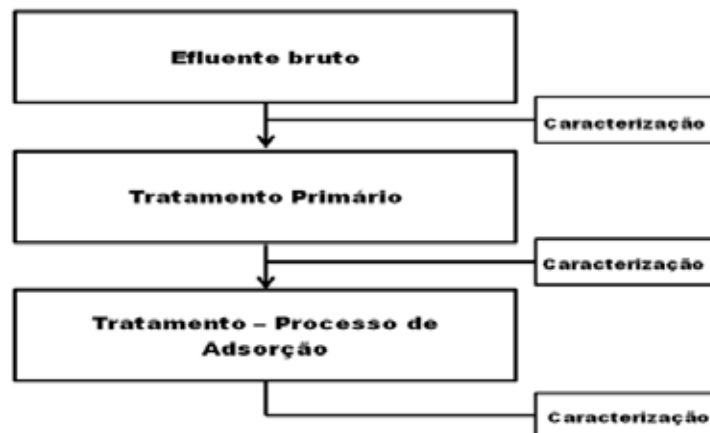 Efluente bruto
Caracterização
Tratamento Primário
Caracterização
Tratamento – Processo de
Adsorção
Caracterização